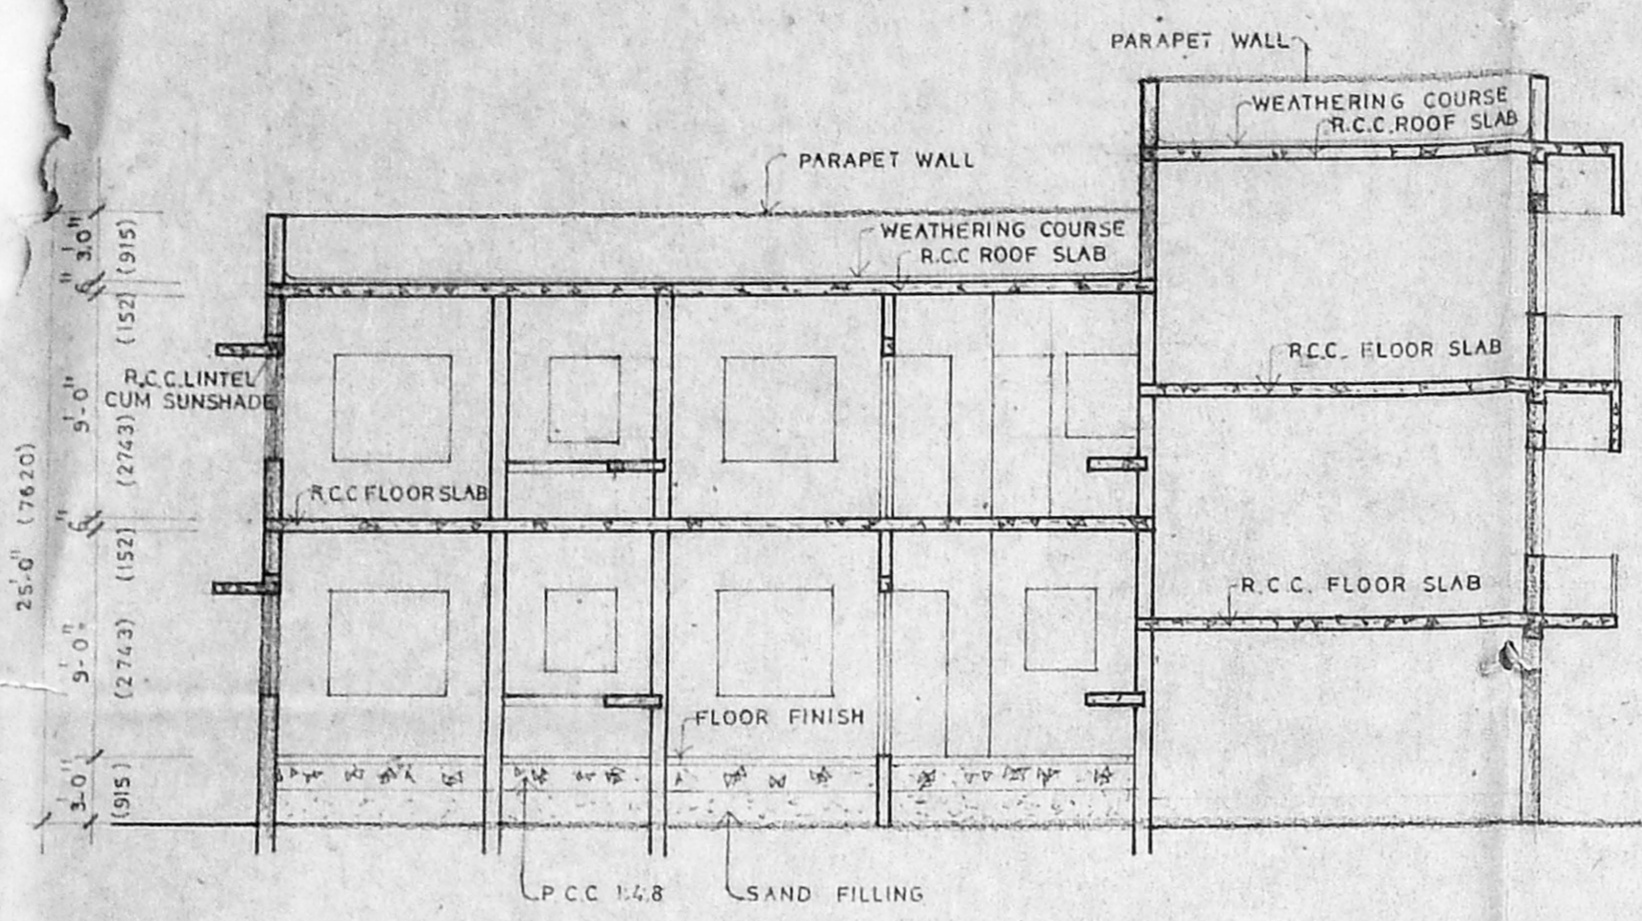 PARAPET WALL
WEATHERING COURSE
R.C.C.ROOF SLAB
PARAPET WALL
WEATHERING COURSE
R.C.C ROOF SLAB
3'.0"
(915)
6"
(152)
R.C.C. FLOOR SLAB
R.C.C.LINTEL
CUM SUNSHADE
9'-0"
(2743)
25'.0" (7620)
R.C.C FLOOR SLAB
6"
(152)
R.C.C. FLOOR SLAB
9'-0"
(2743)
FLOOR FINISH
3'-0"
(915)
P.C.C 1:4:8
SAND FILLING